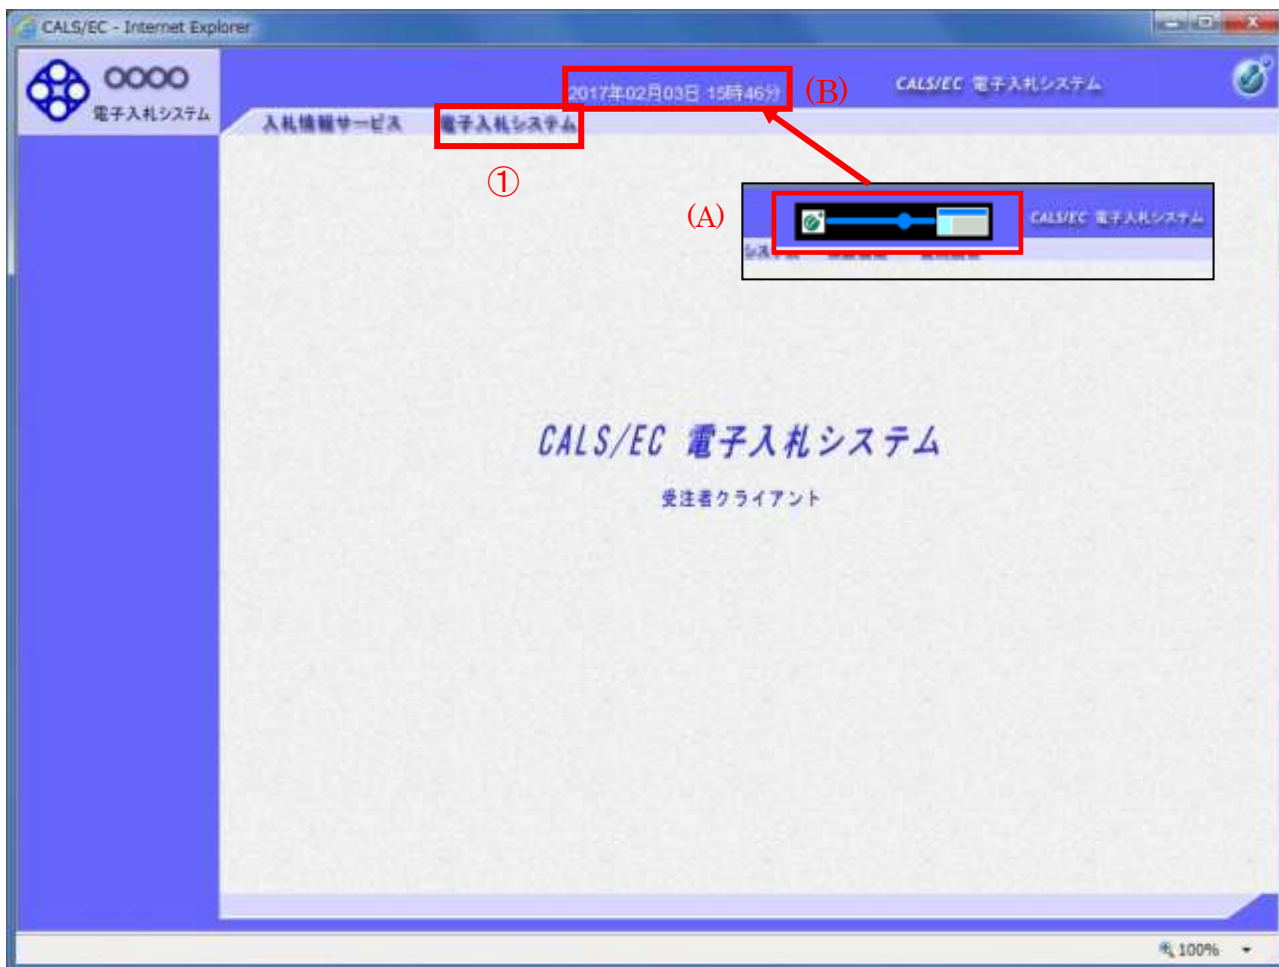 CALS/EC - Internet Explorer
OOOO
電子入札システム
2017年02月03日 15時46分
(B)
CALS/EC 電子入札システム
入札情報サービス
電子入札システム
①
(A)
CALS/EC 電子入札システム
システム
CALS/EC 電子入札システム
受注者クライアント
100%